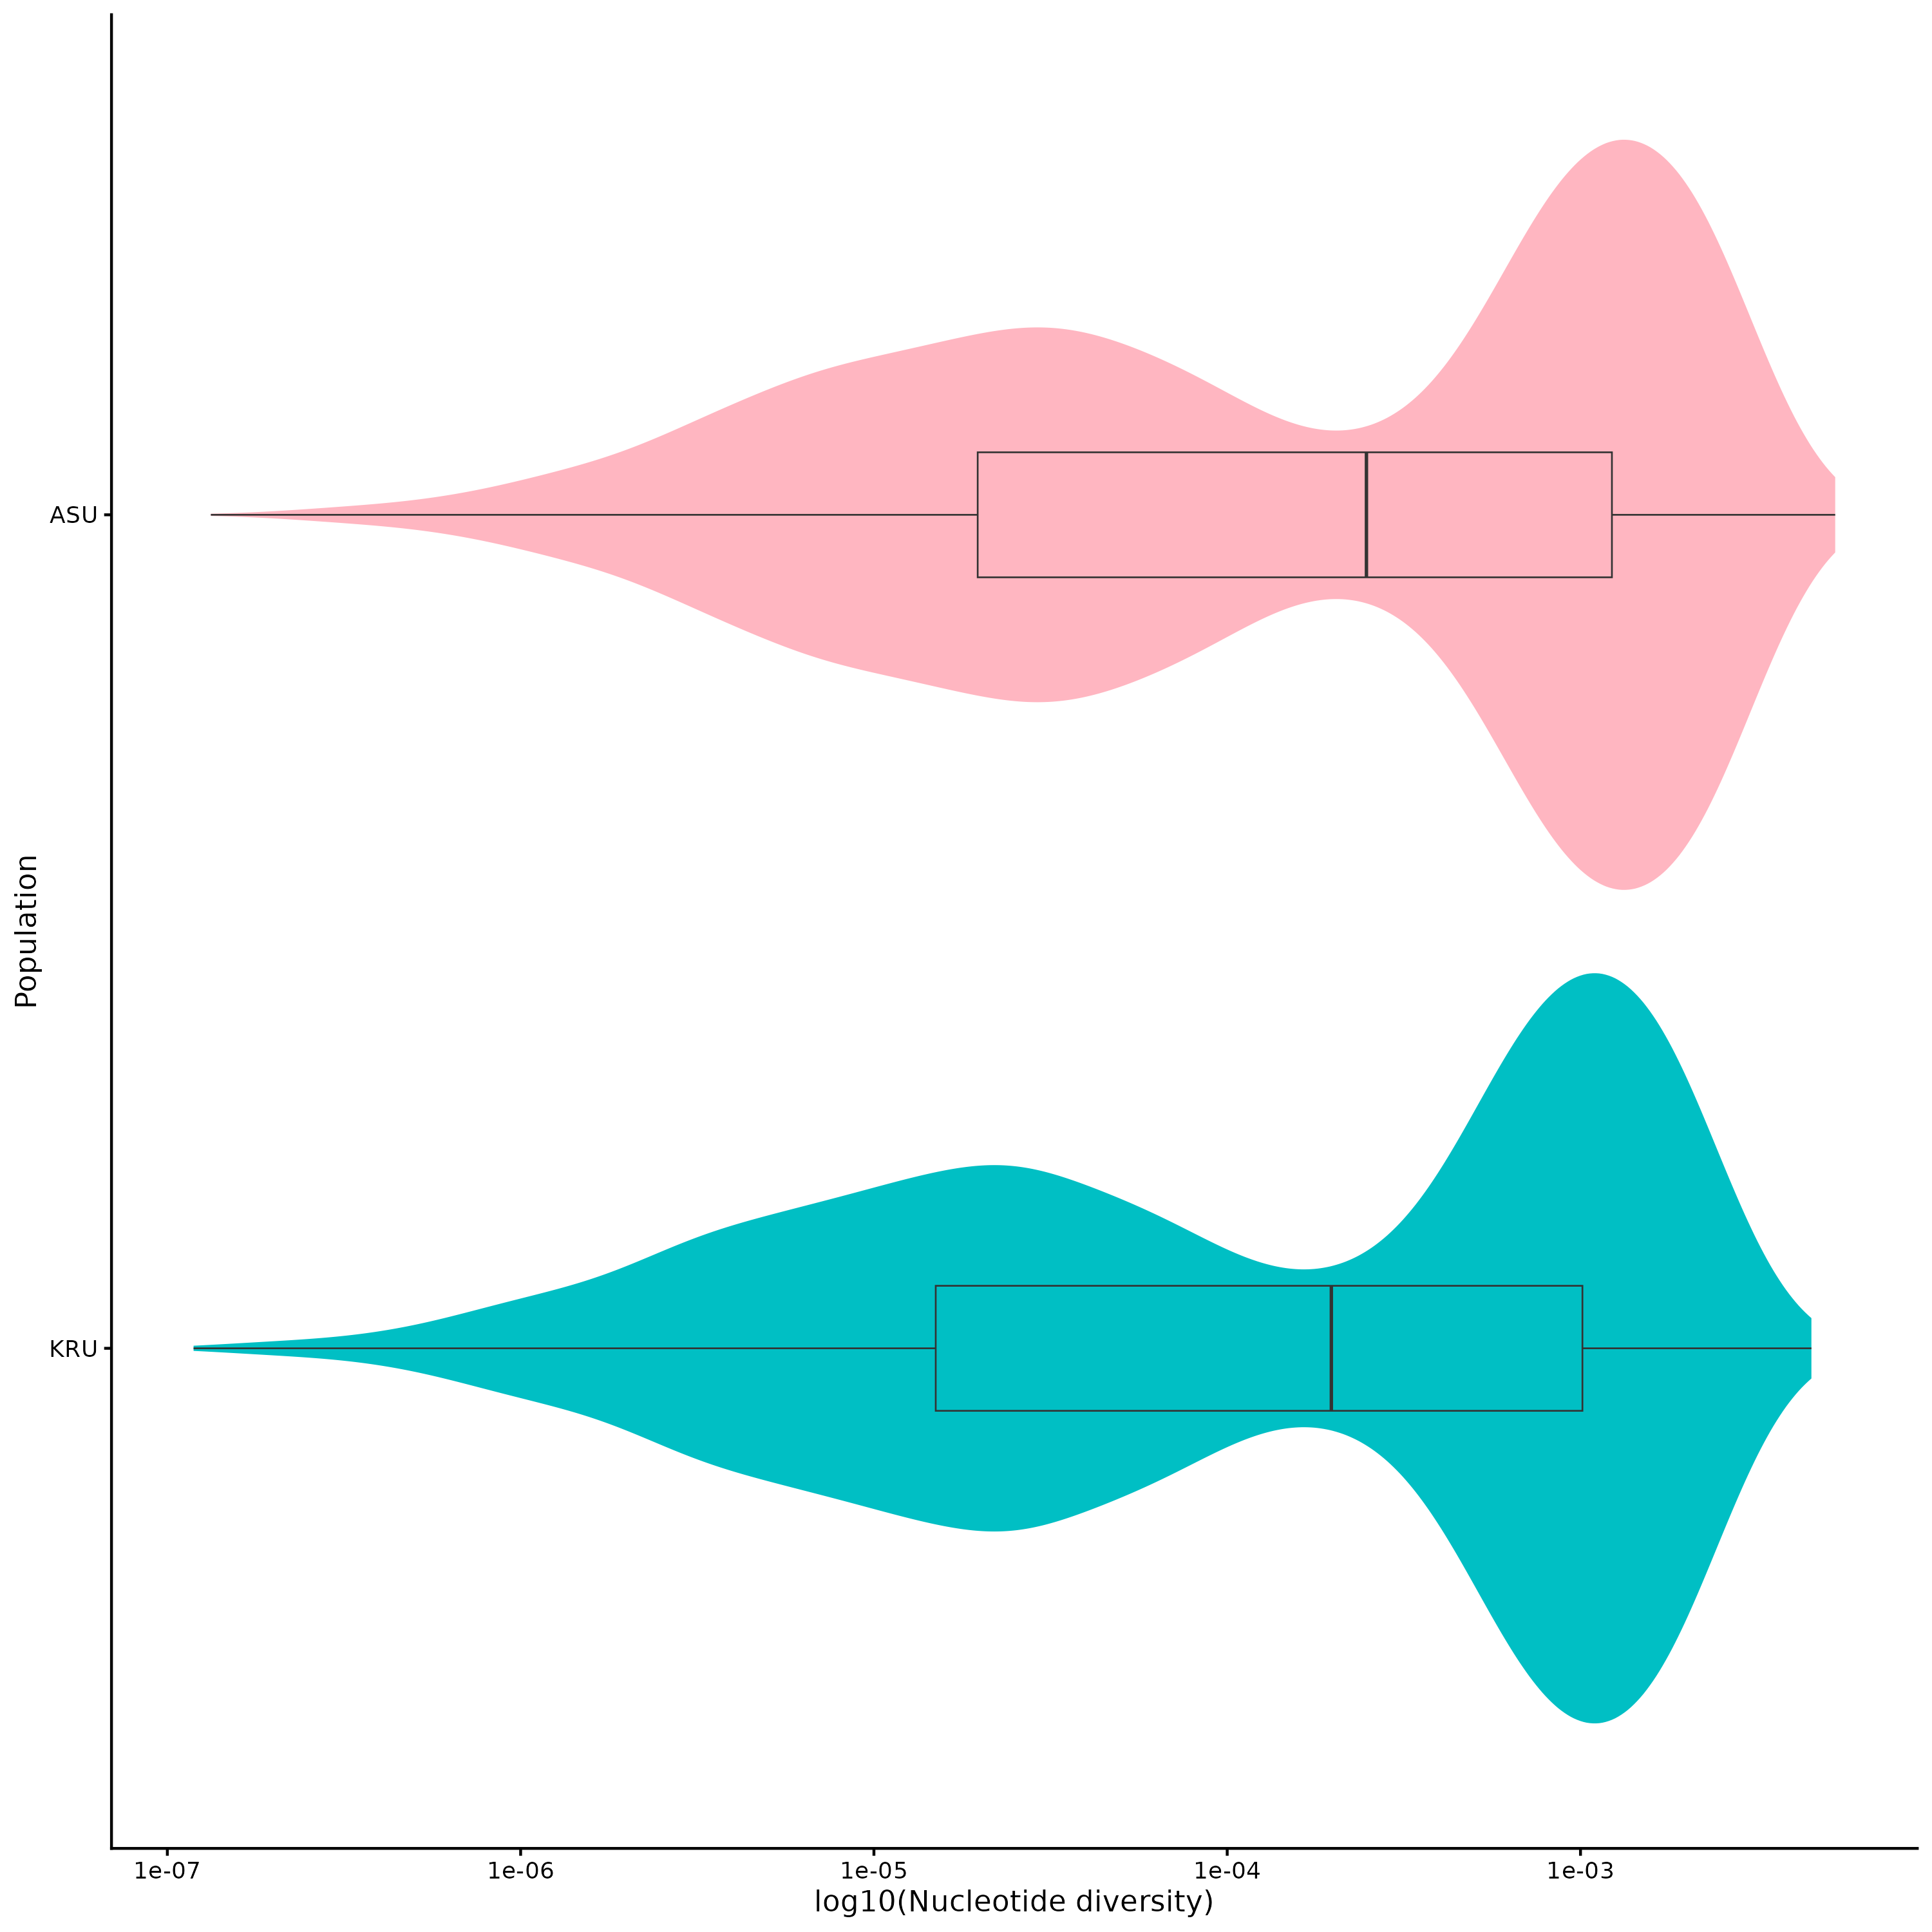 Population
ASU
KRU
1e-07 1e-06 1e-05 1e-04 1e-03
log10(Nucleotide diversity)